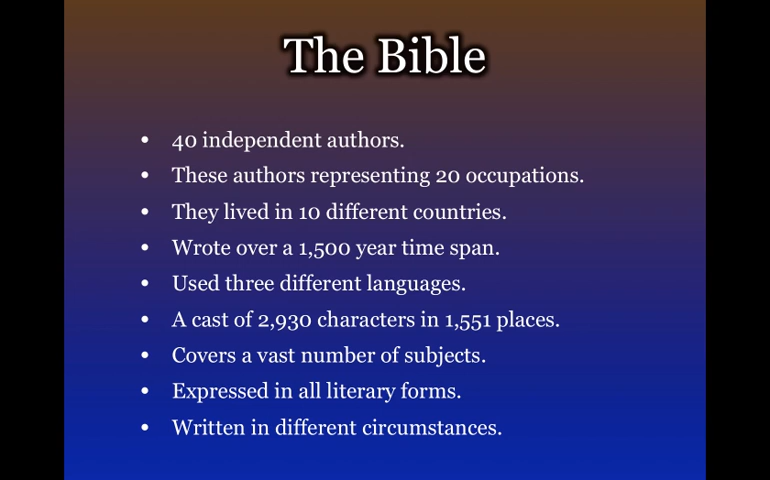 The Bible
• 40 independent authors.
• These authors representing 20 occupations.
• They lived in 10 different countries.
• Wrote over a 1,500 year time span.
• Used three different languages.
• A cast of 2,930 characters in 1,551 places.
• Covers a vast number of subjects.
• Expressed in all literary forms.
• Written in different circumstances.